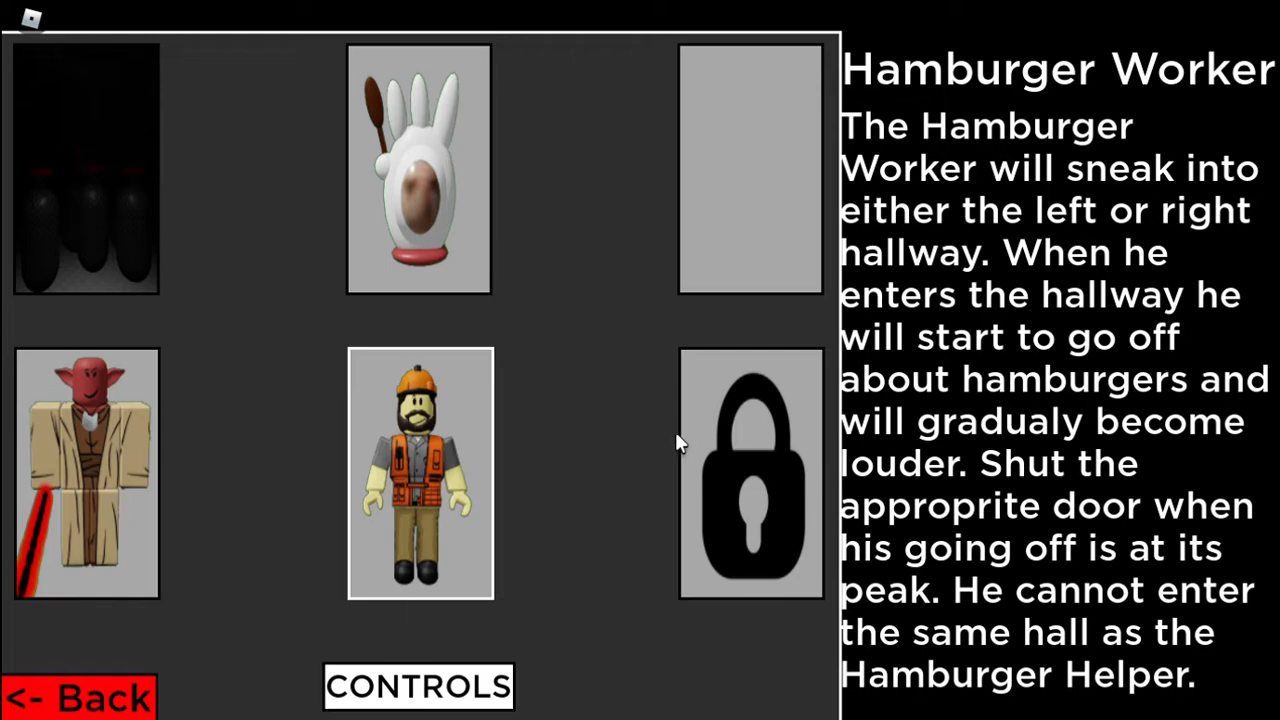 Hamburger Worker
The Hamburger
Worker will sneak into
either the left or right
hallway. When he
enters the hallway he
will start to go off
about hamburgers and
will gradualy become
louder. Shut the
approprite door when
his going off is at its
peak. He cannot enter
the same hall as the
Hamburger Helper.
CONTROLS
<- Back